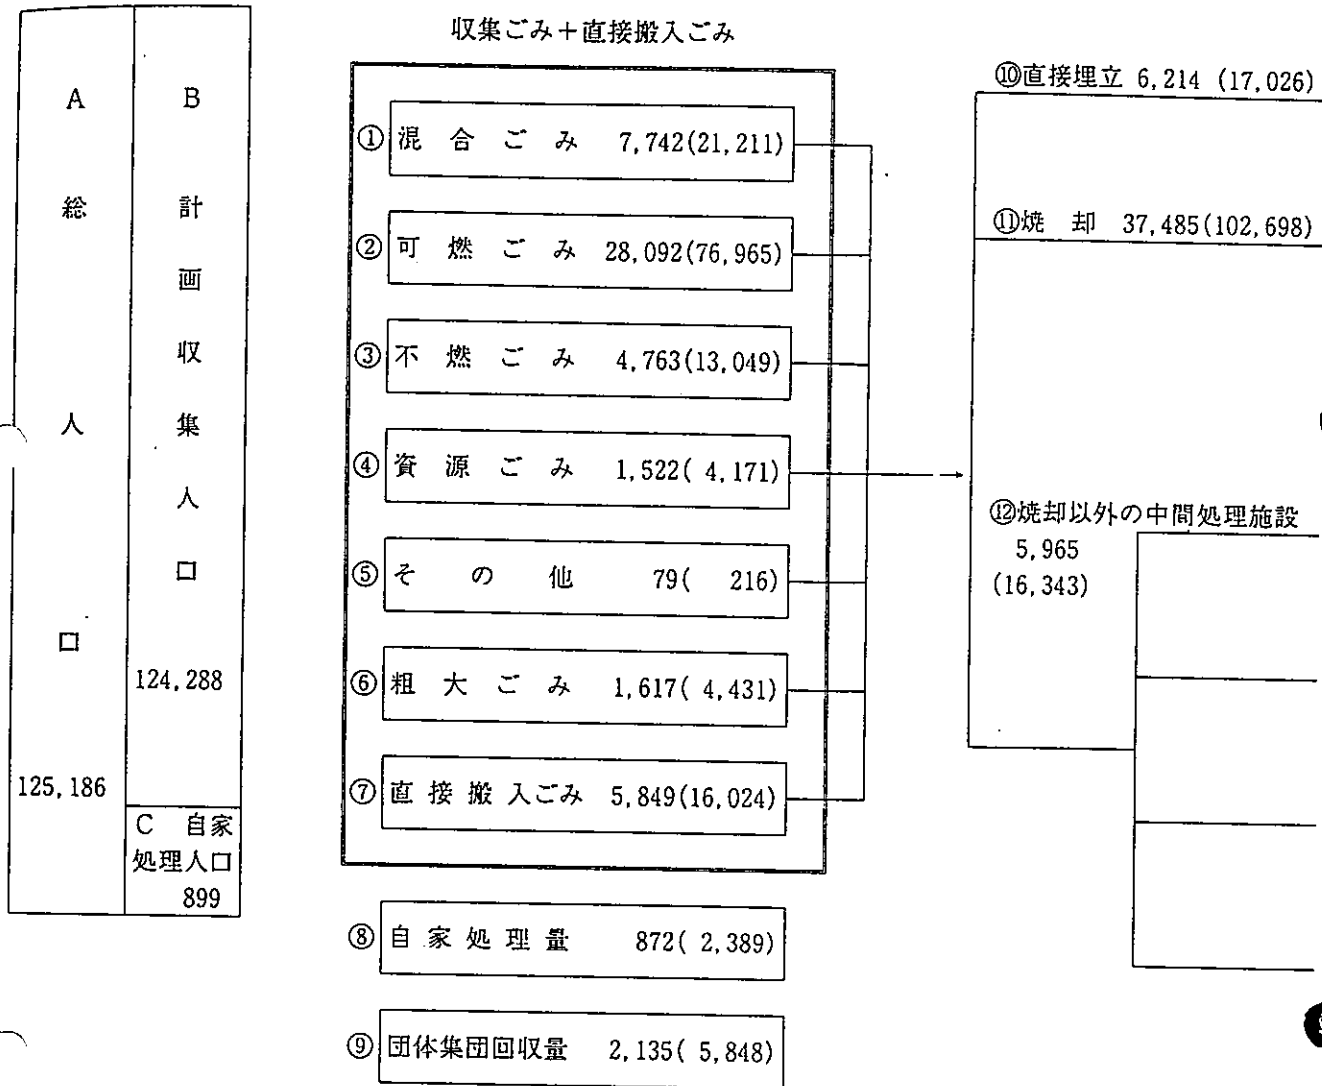 A
総
人
口
125,186
B
計
画
収
集
人
口
124,288
C 自家
処理人口
899
収集ごみ+直接搬入ごみ
①混合ごみ 7,742(21,211)
②可燃ごみ 28,092(76,965)
③不燃ごみ 4,763(13,049)
④資源ごみ 1,522( 4,171)
⑤その他 79( 216)
⑥粗大ごみ 1,617( 4,431)
⑦直接搬入ごみ 5,849(16,024)
⑧自家処理量 872( 2,389)
⑨団体集団回収量 2,135( 5,848)
⑩直接埋立 6,214 (17,026)
⑪焼却 37,485(102,698)
⑫焼却以外の中間処理施設
5,965
(16,343)